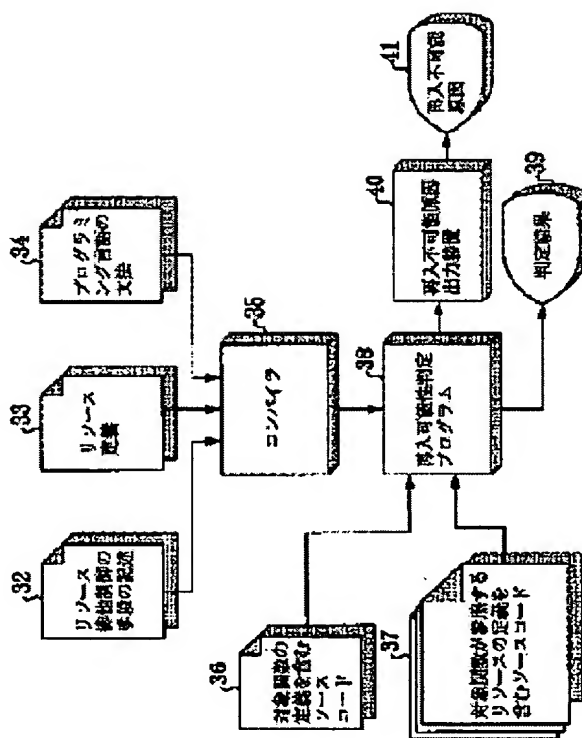 32
リソース
排他制御の
手段の記述
33
リソース
定義
34
プログラミ
ング言語の
文法
35
コンパイラ
36
対象関数の
定義を含む
ソース
コード
37
対象関数が参照する
リソースの定義を
含むソースコード
38
再入可能性判定
プログラム
40
再入不可能原因
出力装置
41
再入不可能
原因
39
判定結果